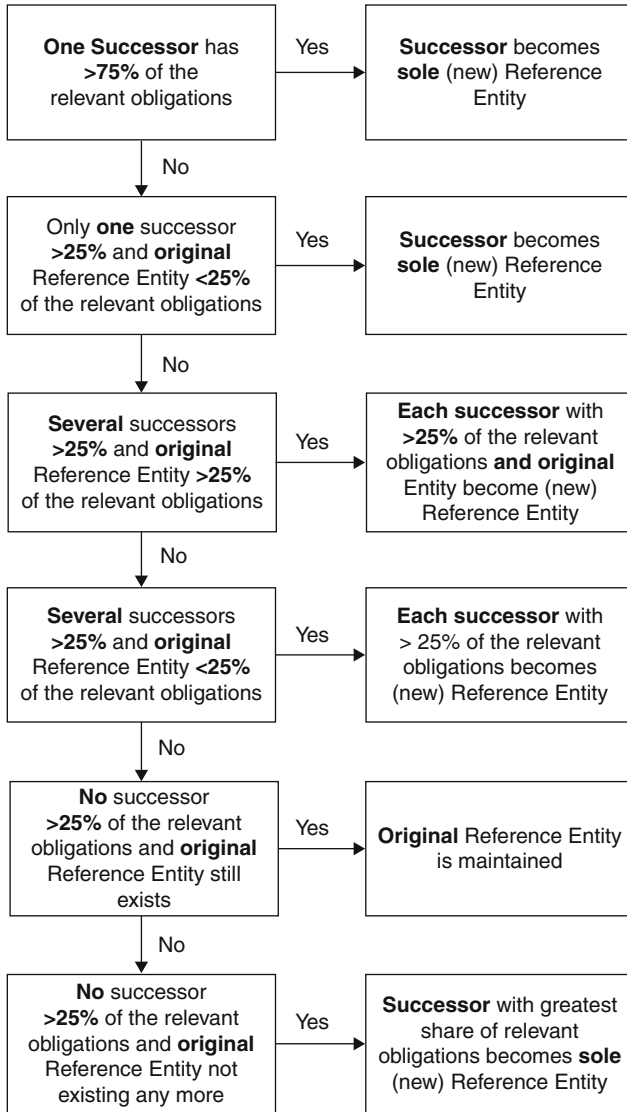 One Successor has
>75% of the
relevant obligations
Yes
Successor becomes
sole (new) Reference
Entity
No
Only one successor
>25% and original
Reference Entity <25%
of the relevant obligations
Yes
Successor becomes
sole (new) Reference
Entity
No
Several successors
>25% and original
Reference Entity >25%
of the relevant obligations
Yes
Each successor with
>25% of the relevant
obligations and original
Entity become (new)
Reference Entity
No
Several successors
>25% and original
Reference Entity <25%
of the relevant obligations
Yes
Each successor with
> 25% of the relevant
obligations becomes
(new) Reference Entity
No
No successor
>25% of the relevant
obligations and original
Reference Entity still
exists
Yes
Original Reference Entity
is maintained
No
No successor
>25% of the relevant
obligations and original
Reference Entity not
existing any more
Yes
Successor with greatest
share of relevant
obligations becomes sole
(new) Reference Entity